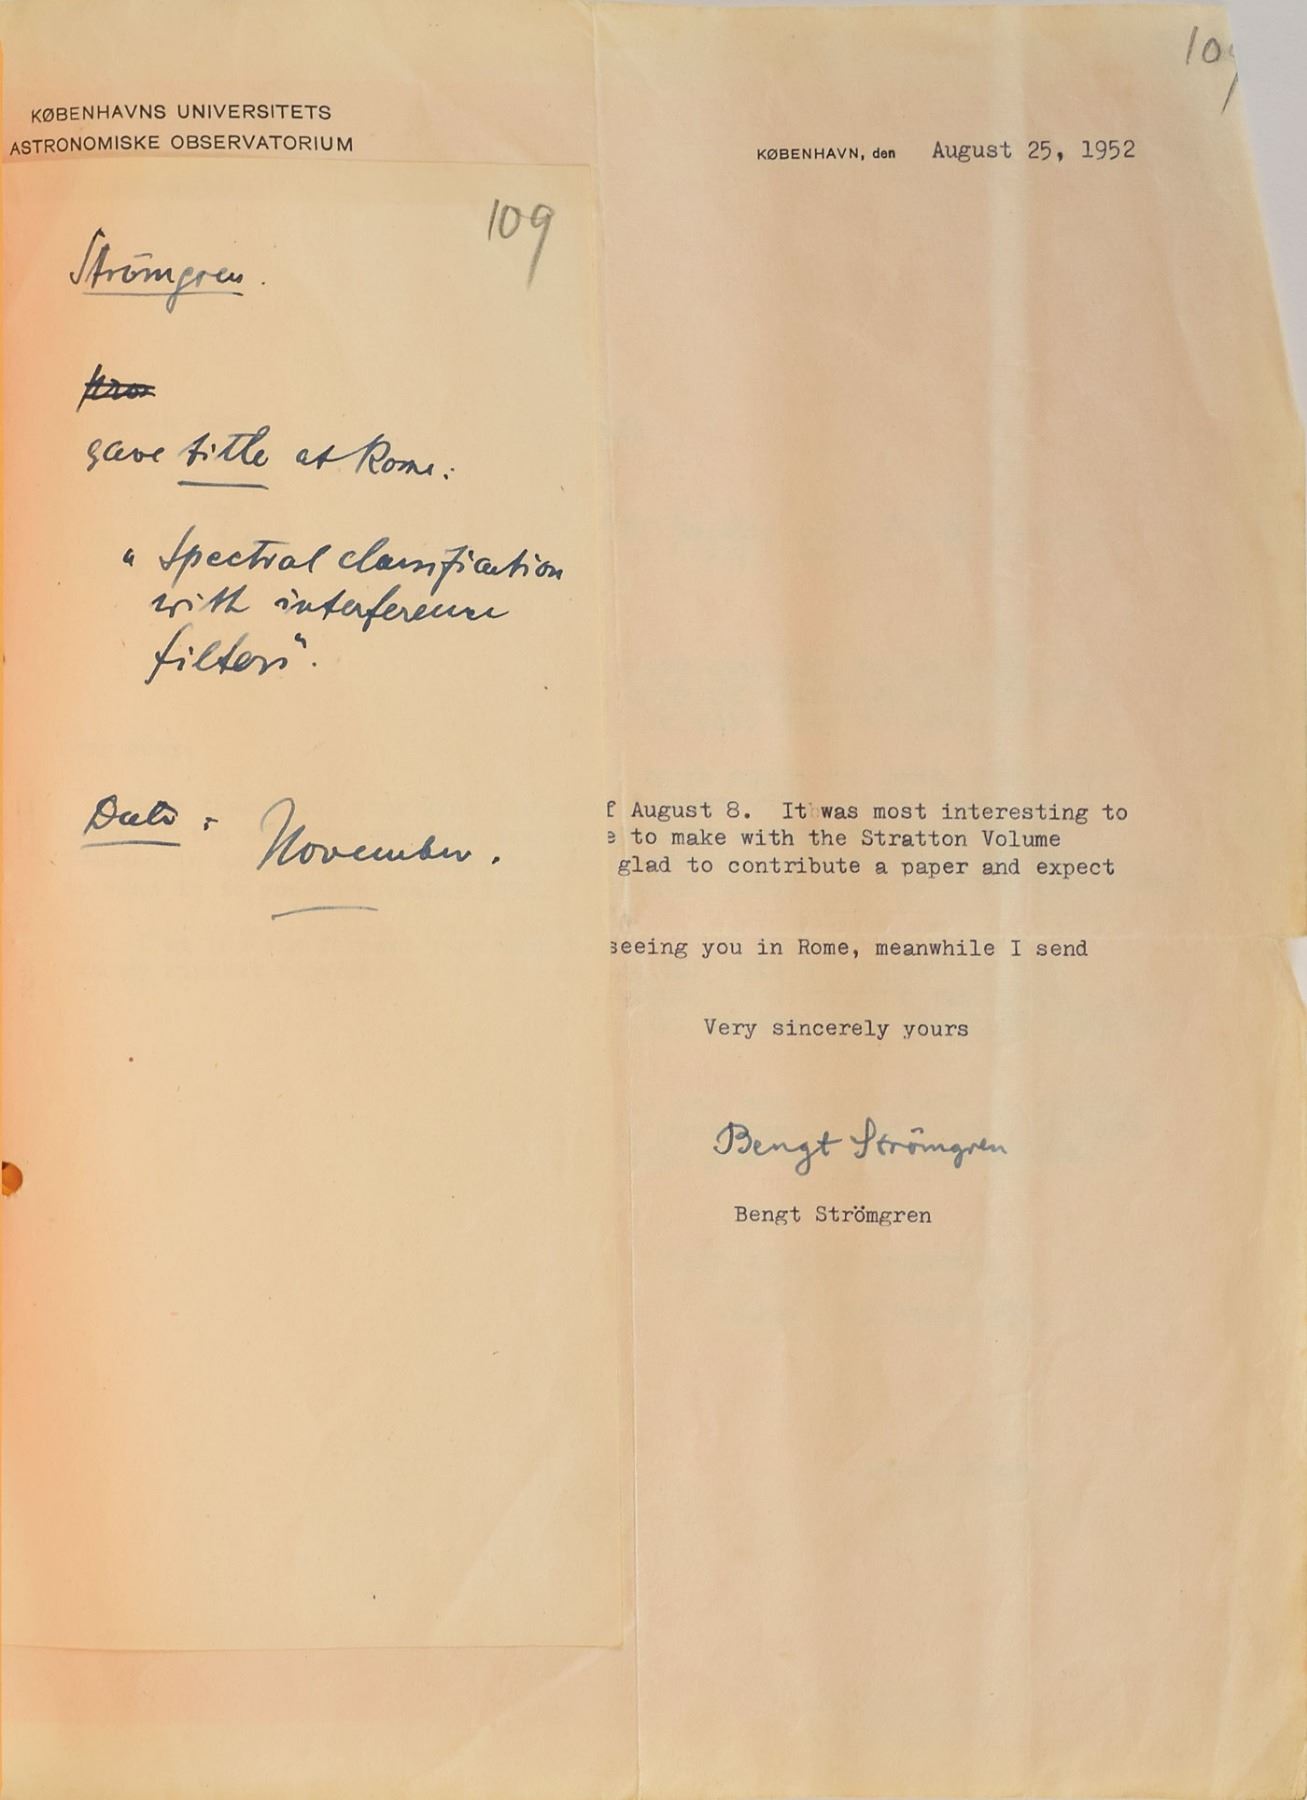 KØBENHAVNS UNIVERSITETS
ASTRONOMISKE OBSERVATORIUM
KØBENHAVN, den August 25, 1952
109
Strömgren.
gave title at Rome:
"Spectral classification
with interference
filters".
Date: November.
August 8. It was most interesting to
to make with the Stratton Volume
glad to contribute a paper and expect
seeing you in Rome, meanwhile I send
Very sincerely yours
Bengt Strömgren
Bengt Strömgren